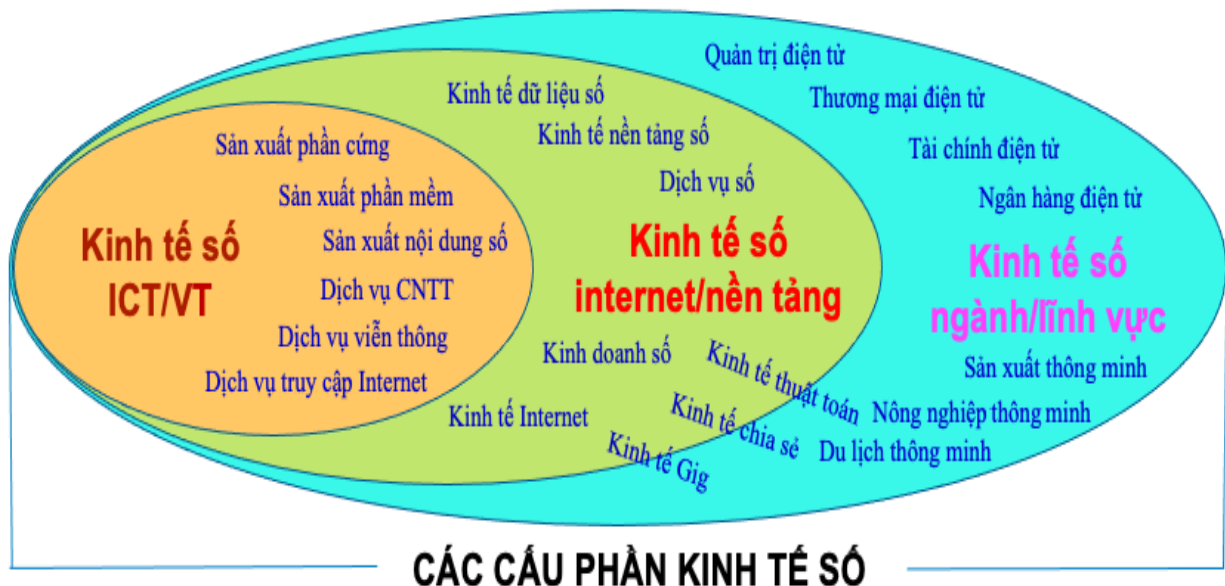 Quản trị điện tử
Kinh tế dữ liệu số
Thương mại điện tử
Kinh tế nền tảng số
Sản xuất phần cứng
Tài chính điện tử
Dịch vụ số
Sản xuất phần mềm
Ngân hàng điện tử
Kinh tế số
ICT/VT
Sản xuất nội dung số
Kinh tế số
internet/nền tảng
Kinh tế số
ngành/lĩnh vực
Dịch vụ CNTT
Dịch vụ viễn thông
Kinh doanh số
Kinh tế thuật toán
Sản xuất thông minh
Dịch vụ truy cập Internet
Kinh tế Internet
Kinh tế chia sẻ
Nông nghiệp thông minh
Kinh tế Gig
Du lịch thông minh
CÁC CẤU PHẦN KINH TẾ SỐ